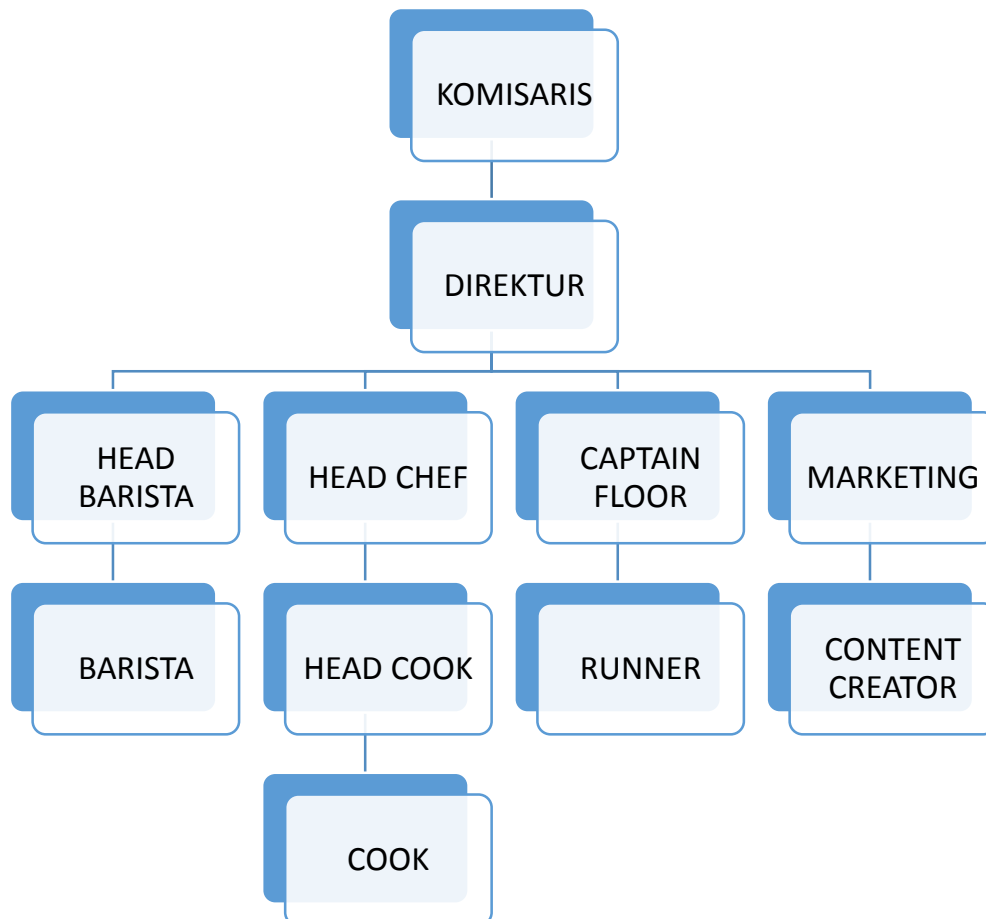 KOMISARIS
DIREKTUR
HEAD
BARISTA
HEAD CHEF
CAPTAIN
FLOOR
MARKETING
BARISTA
HEAD COOK
RUNNER
CONTENT
CREATOR
COOK